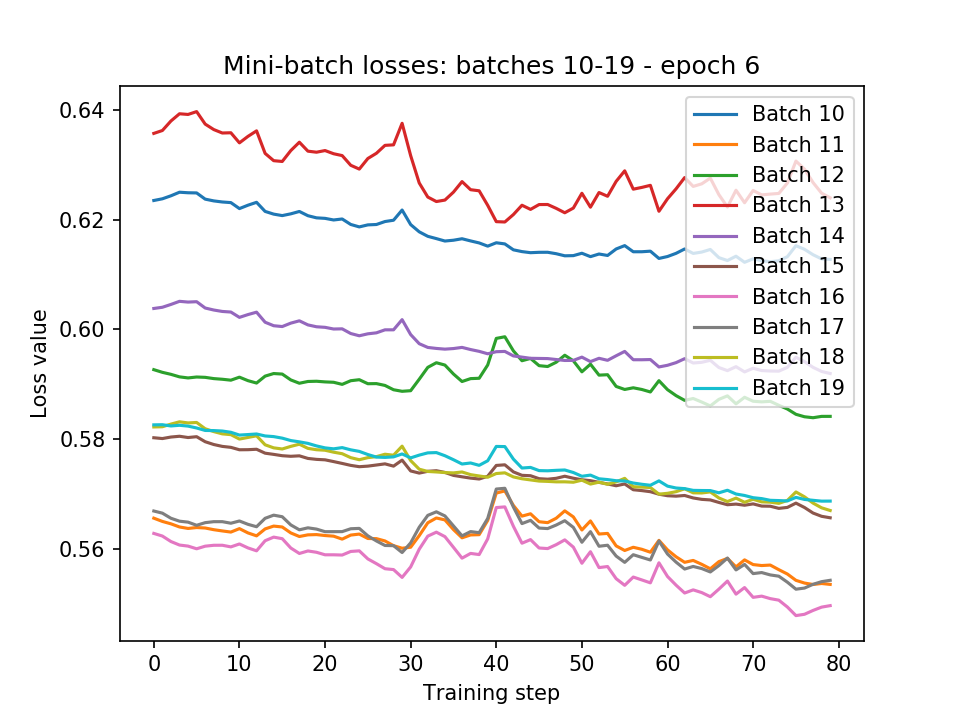 Mini-batch losses: batches 10-19 - epoch 6
Loss value
0.64
0.62
0.60
0.58
0.56
Batch 10
Batch 11
Batch 12
Batch 13
Batch 14
Batch 15
Batch 16
Batch 17
Batch 18
Batch 19
0 10 20 30 40 50 60 70 80
Training step